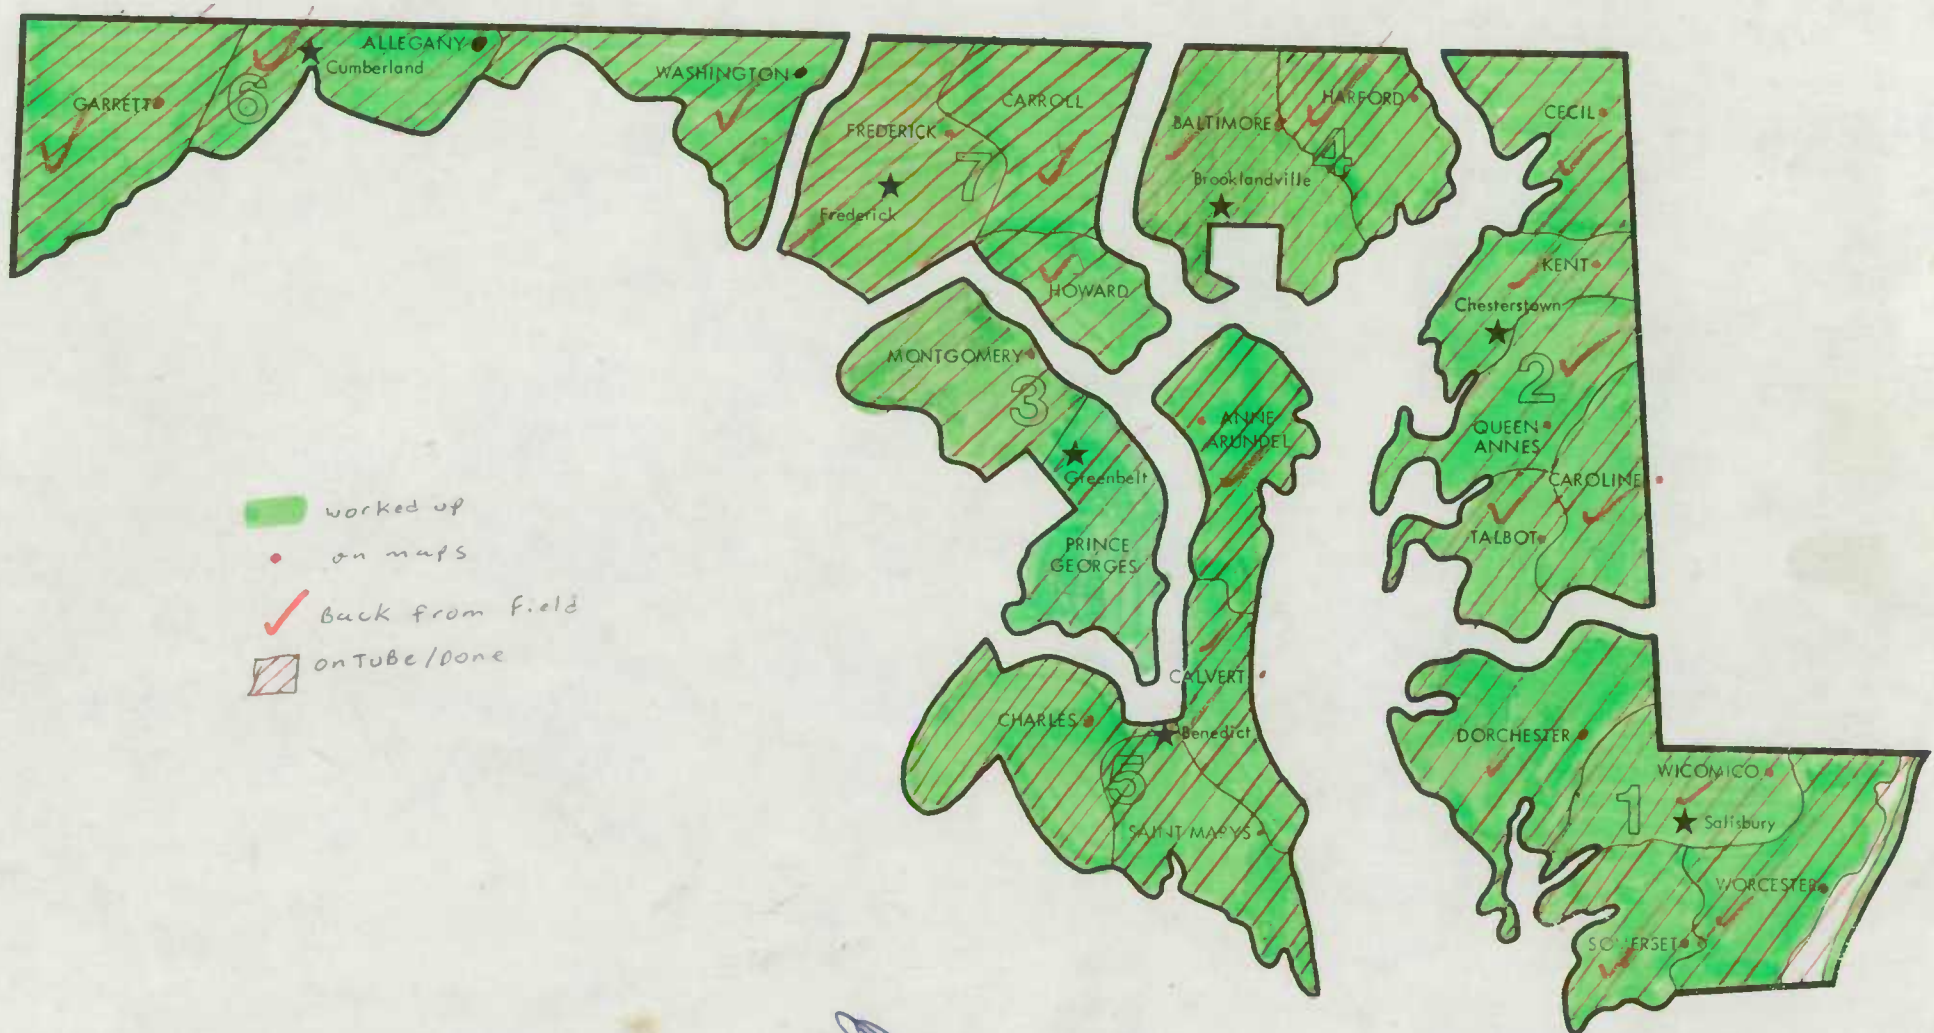 ALLEGANY
Cumberland
GARRETT
6
WASHINGTON
FREDERICK
CARROLL
7
Frederick
HOWARD
BALTIMORE
HARFORD
4
Brooklandville
CECIL
KENT
Chesterstown
2
QUEEN
ANNES
CAROLINE
TALBOT
MONTGOMERY
3
Greenbelt
PRINCE
GEORGES
ANNE
ARUNDEL
CALVERT
CHARLES
Benedict
5
SAINT MARYS
DORCHESTER
WICOMICO
1
Salisbury
WORCESTER
SOMERSET
worked up
on maps
Back from Field
on TuBe/Done